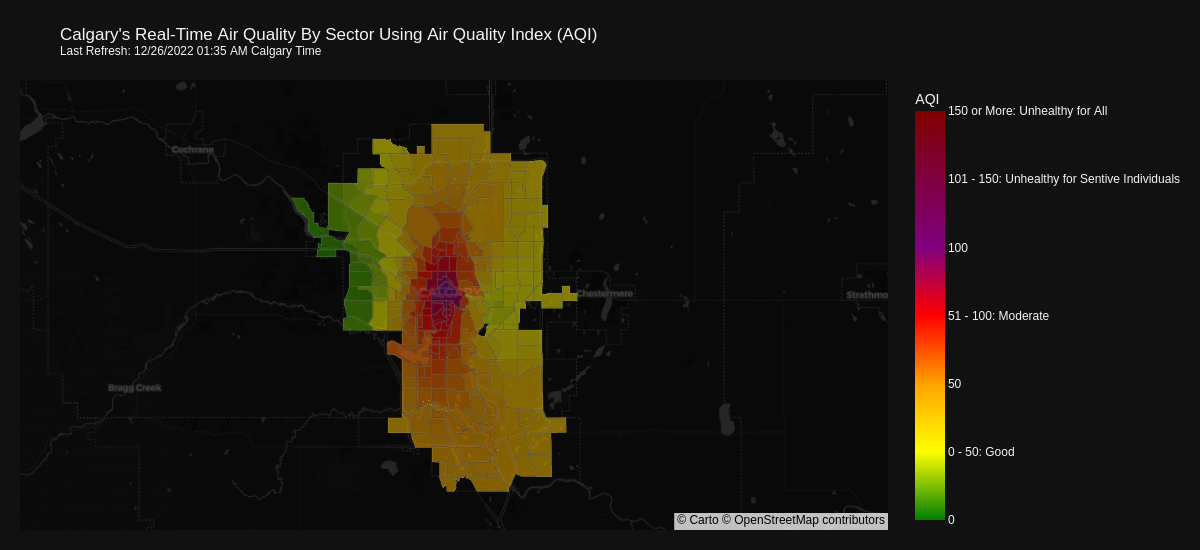 Calgary's Real-Time Air Quality By Sector Using Air Quality Index (AQI)
Last Refresh: 12/26/2022 01:35 AM Calgary Time
AQI
150 or More: Unhealthy for All
101 - 150: Unhealthy for Sentive Individuals
100
51 - 100: Moderate
50
0 - 50: Good
0
Cochrane
Chestermere
Strathmo
Bragg Creek
© Carto © OpenStreetMap contributors